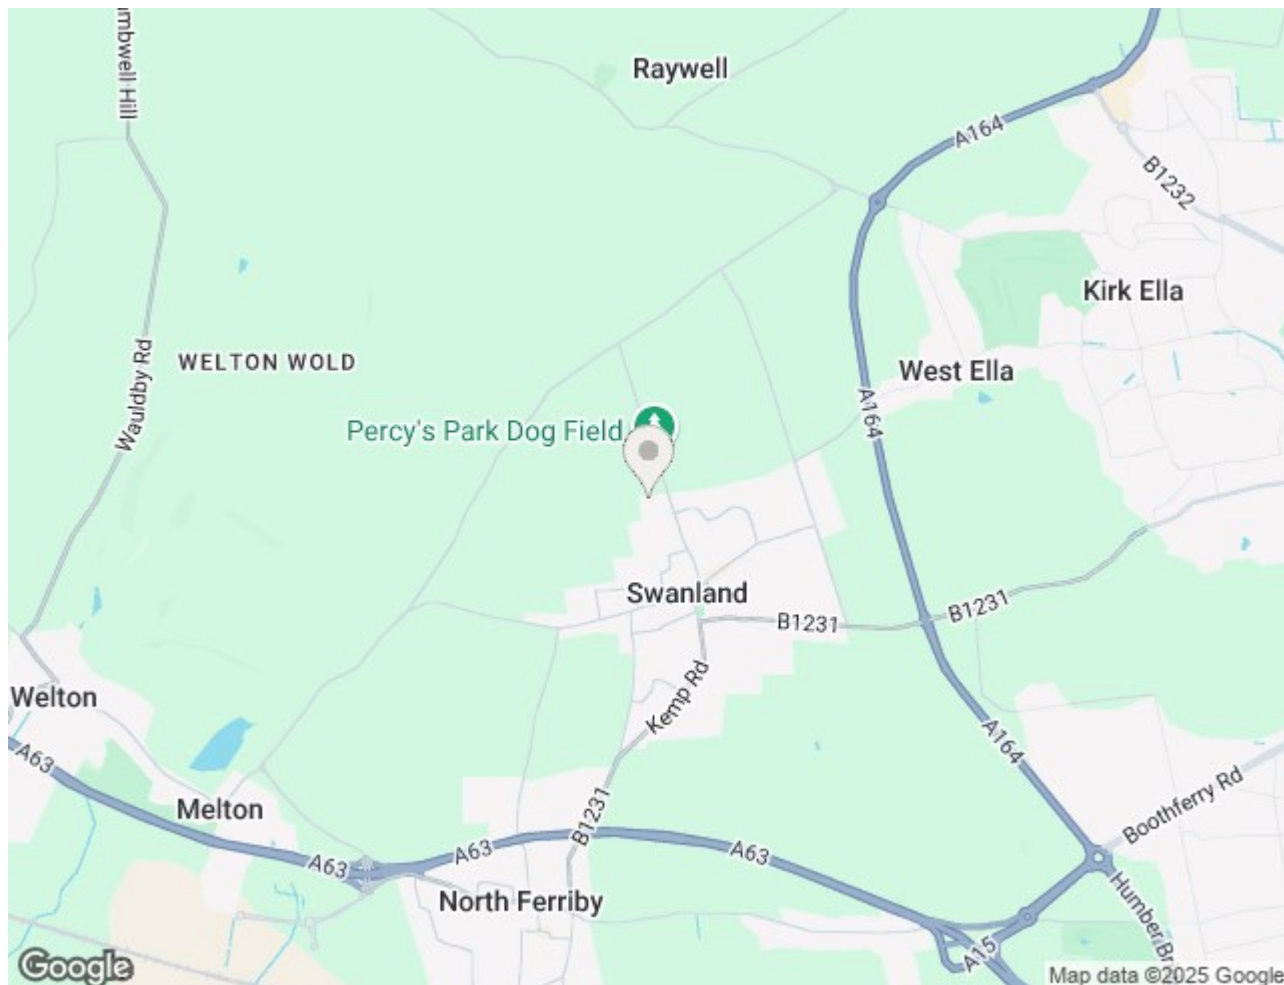 mbwell Hill
Raywell
A164
B1232
Kirk Ella
WELTON WOLD
Wauldby Rd
West Ella
A164
Percy's Park Dog Field
Swanland
B1231
B1231
Kemp Rd
Welton
A63
A164
Boothferry Rd
Melton
B1231
A63
A63
A63
North Ferriby
Humber Br
A15
Google
Map data ©2025 Google